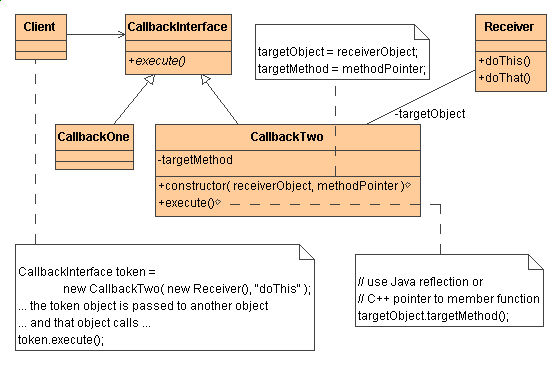 Client
CallbackInterface
+execute()
targetObject = receiverObject;
targetMethod = methodPointer;
Receiver
+doThis()
+doThat()
-targetObject
CallbackOne
CallbackTwo
-targetMethod
+constructor( receiverObject, methodPointer )
+execute()
CallbackInterface token =
new CallbackTwo( new Receiver(), "doThis" );
... the token object is passed to another object
... and that object calls ...
token.execute();
// use Java reflection or
// C++ pointer to member function
targetObject.targetMethod();